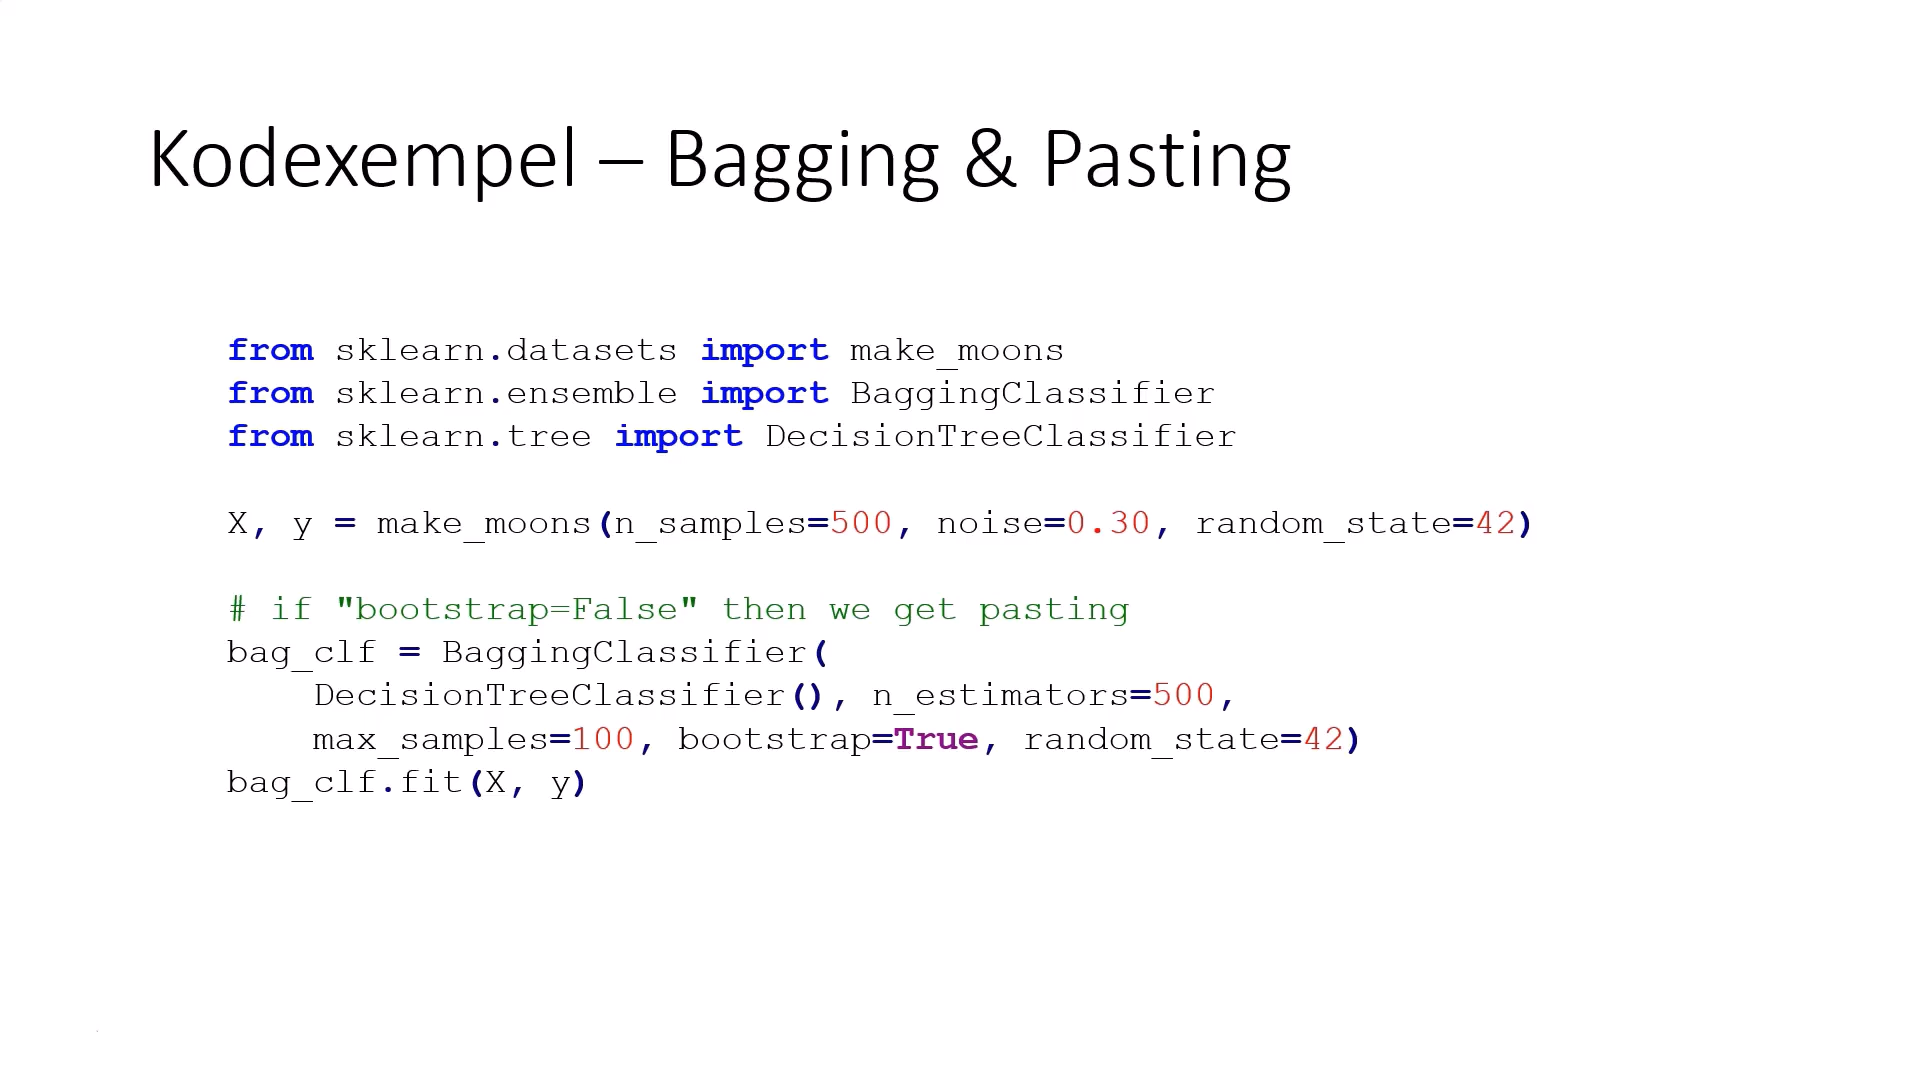 Kodexempel – Bagging & Pasting
from sklearn.datasets import make_moons
from sklearn.ensemble import BaggingClassifier
from sklearn.tree import DecisionTreeClassifier
X, y = make_moons(n_samples=500, noise=0.30, random_state=42)
# if "bootstrap=False" then we get pasting
bag_clf = BaggingClassifier(
    DecisionTreeClassifier(), n_estimators=500,
    max_samples=100, bootstrap=True, random_state=42)
bag_clf.fit(X, y)